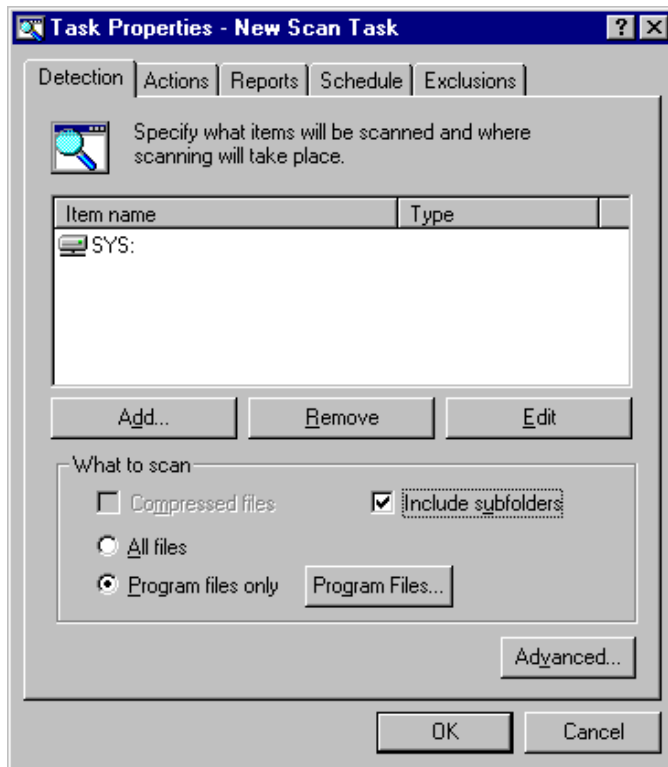 Task Properties - New Scan Task
Detection Actions Reports Schedule Exclusions
Specify what items will be scanned and where
scanning will take place.
Item name Type
SYS:
Add... Remove Edit
What to scan
Compressed files Include subfolders
All files
Program files only Program Files...
Advanced...
OK Cancel